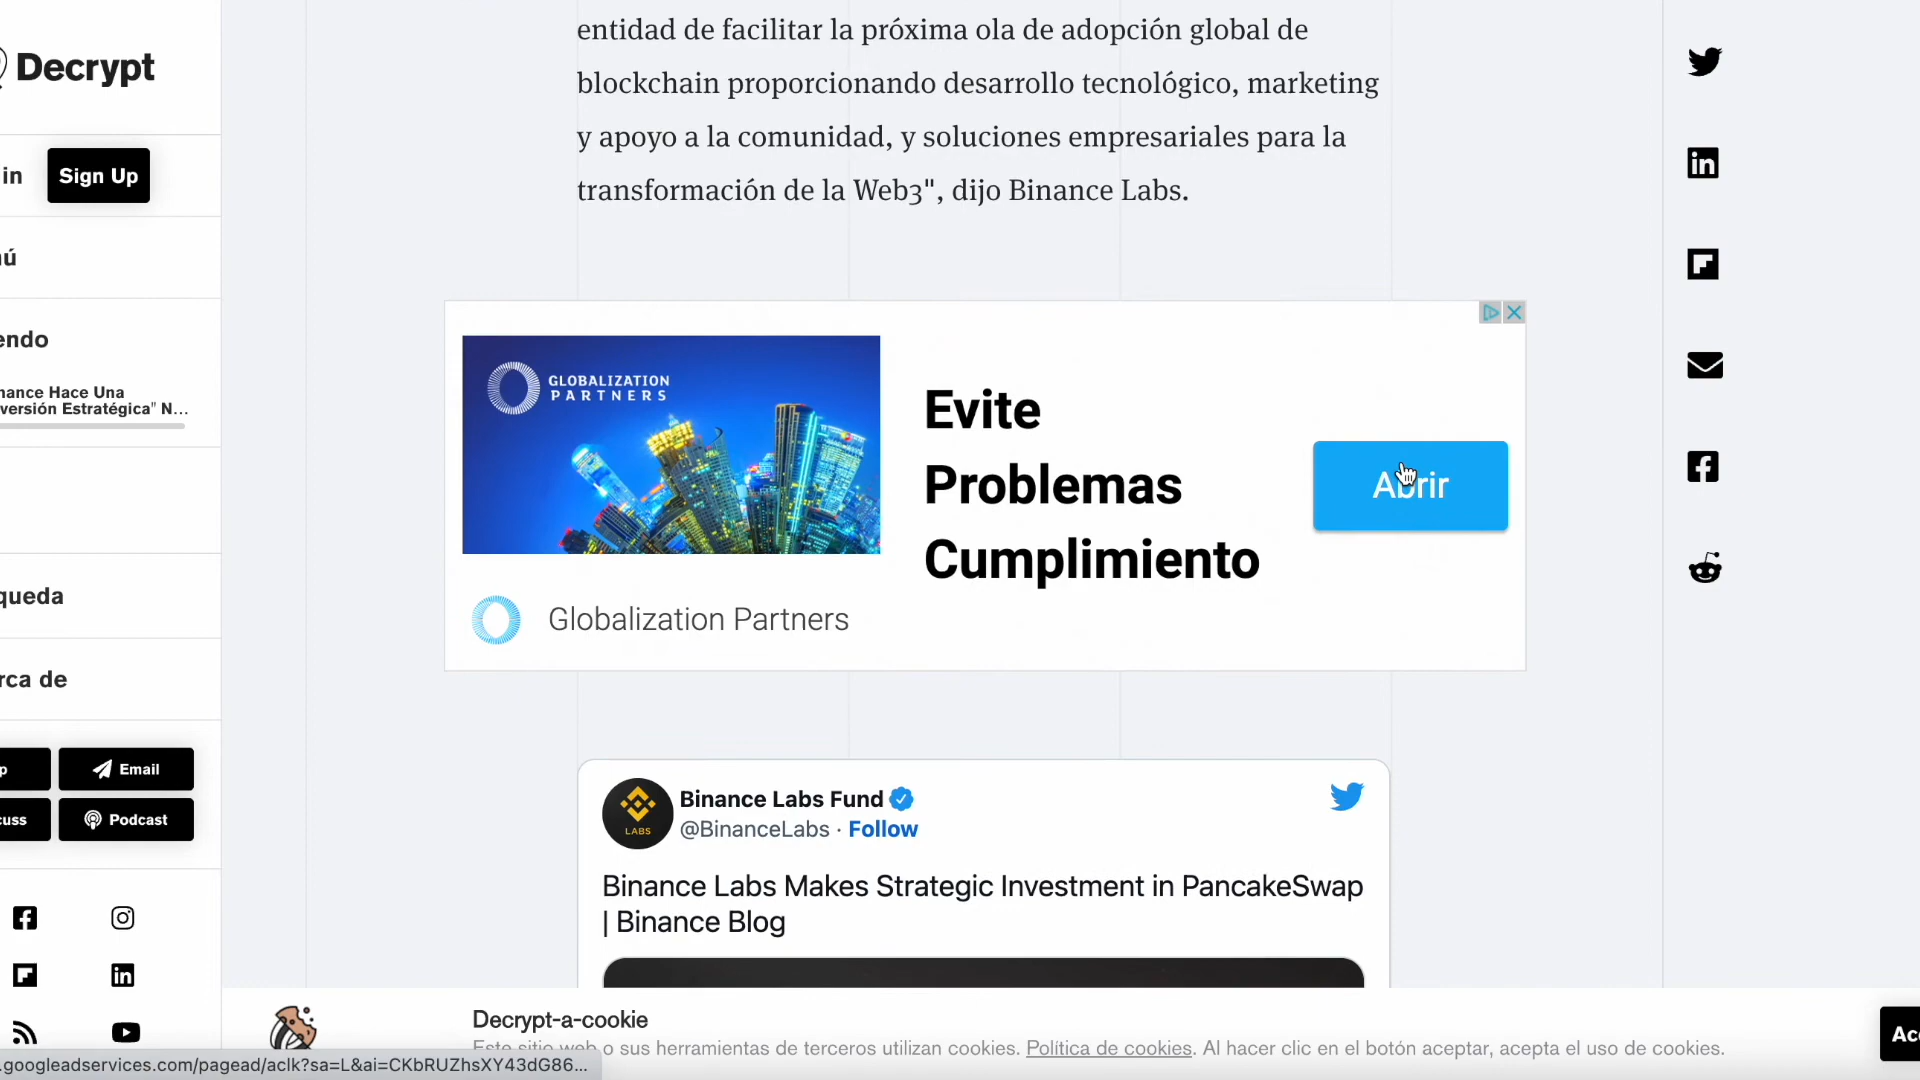 entidad de facilitar la próxima ola de adopción global de
blockchain proporcionando desarrollo tecnológico, marketing
y apoyo a la comunidad, y soluciones empresariales para la
transformación de la Web3", dijo Binance Labs.
Decrypt
in
Sign Up
ú
endo
nance Hace Una
versión Estratégica" N...
queda
rca de
p
Email
cuss
Podcast
GLOBALIZATION
PARTNERS
Evite
Problemas
Cumplimiento
Abrir
Globalization Partners
LABS
Binance Labs Fund
@BinanceLabs · Follow
Binance Labs Makes Strategic Investment in PancakeSwap
| Binance Blog
Decrypt-a-cookie
Este sitio web o sus herramientas de terceros utilizan cookies. Política de cookies. Al hacer clic en el botón aceptar, acepta el uso de cookies.
Ace
.googleadservices.com/pagead/aclk?sa=L&ai=CKbRUZhsXY43dG86...